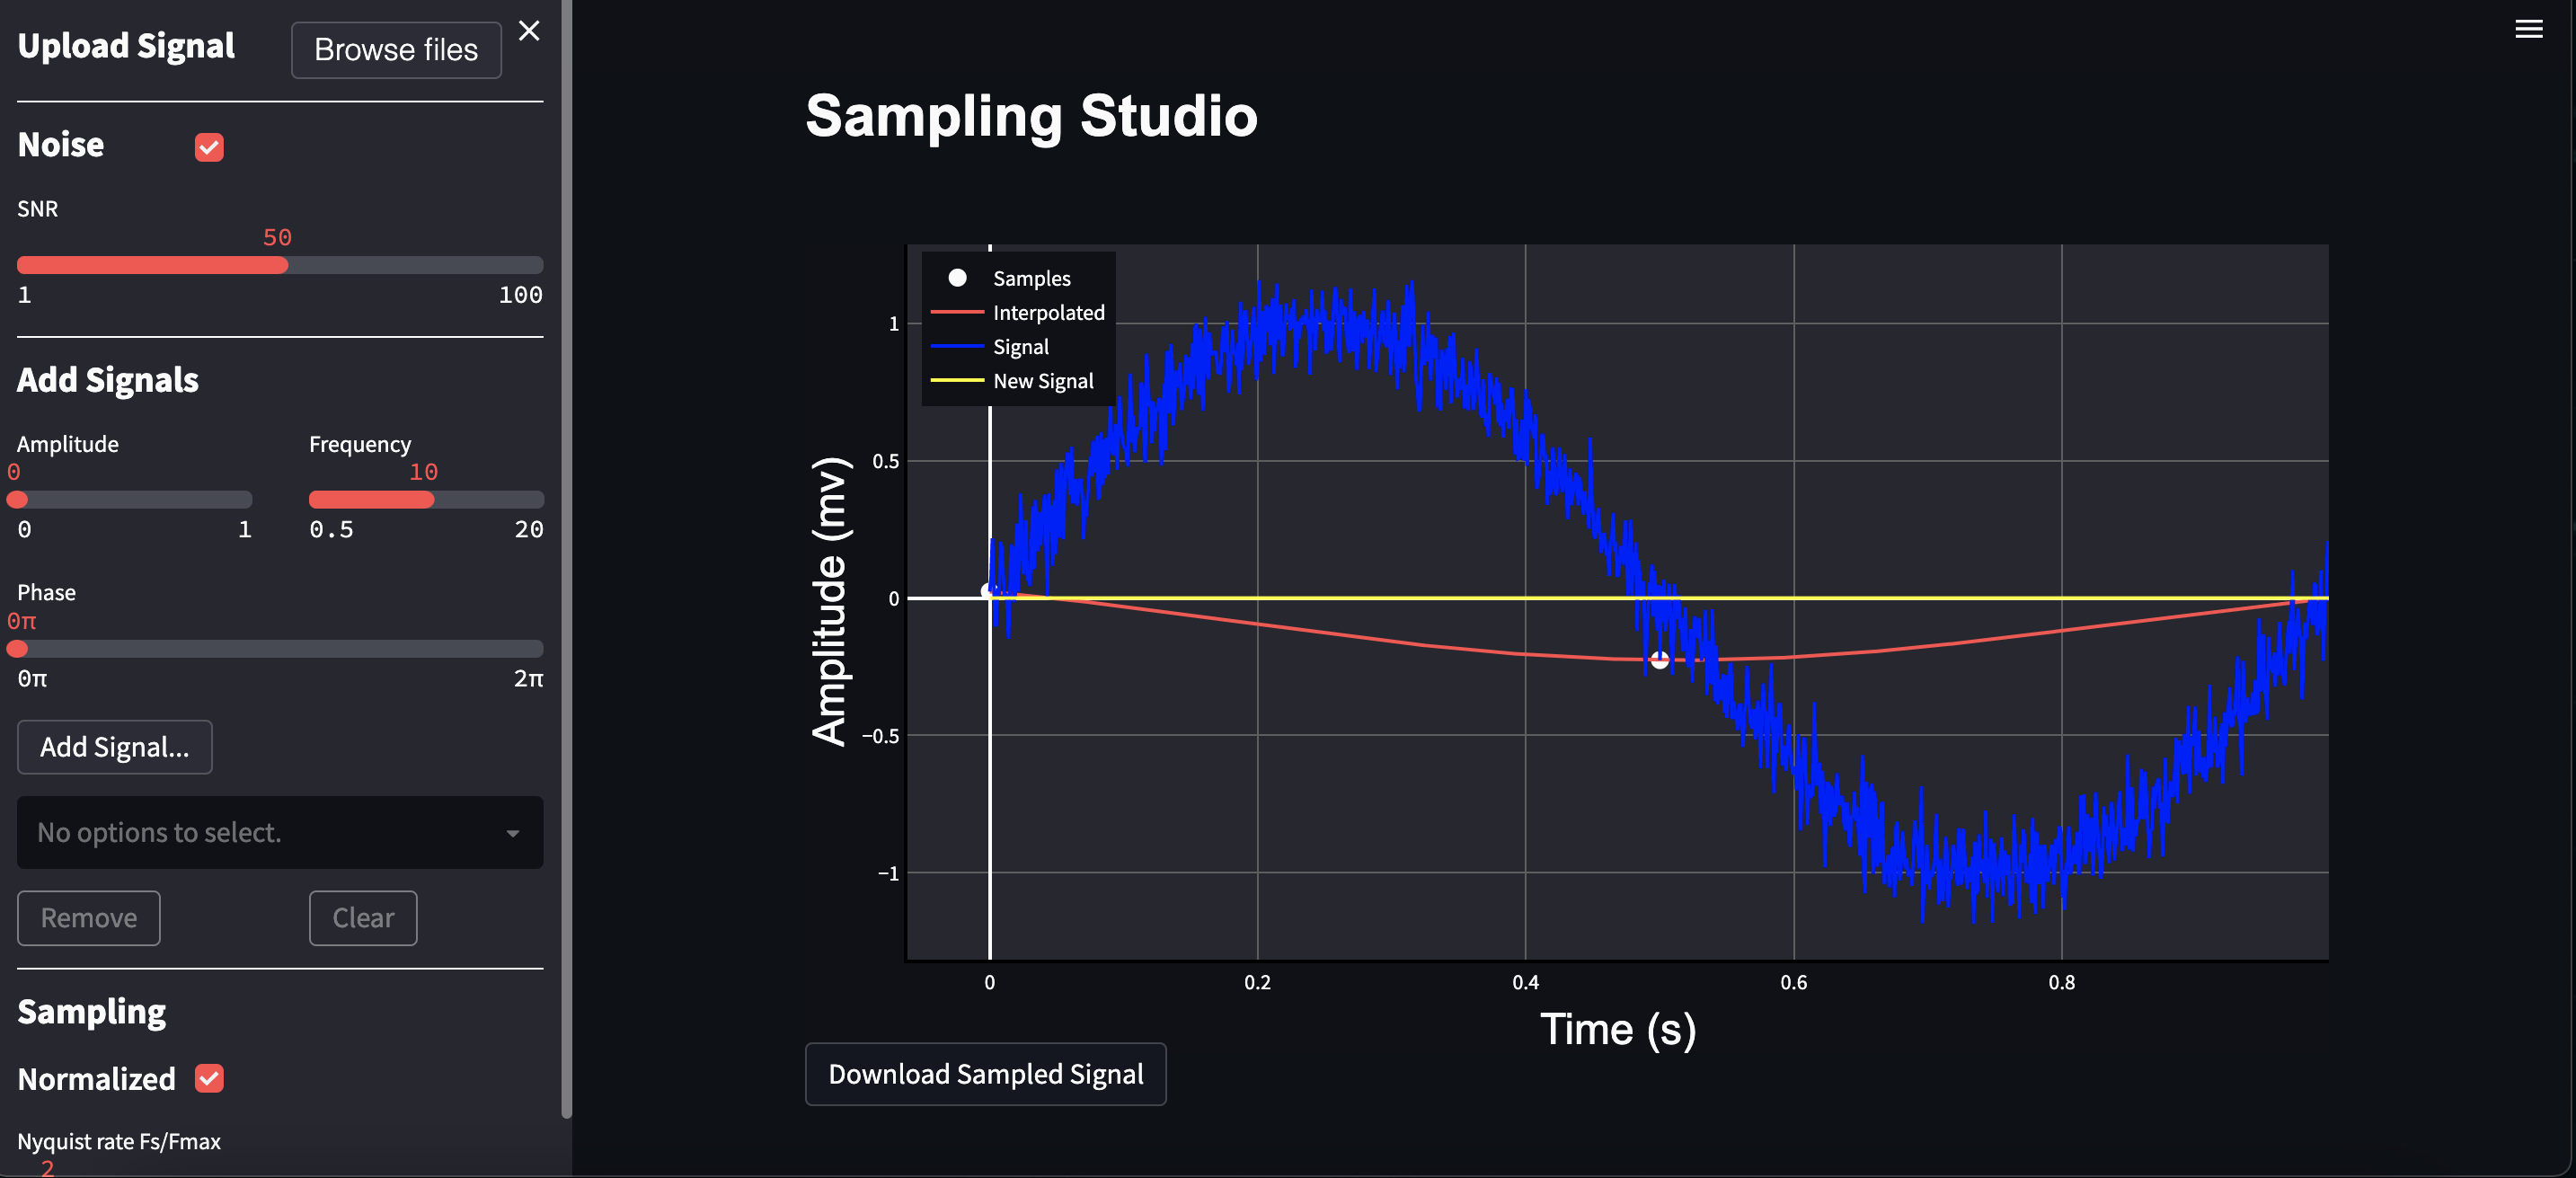 Upload Signal
Browse files
Noise
SNR
50
1 100
Add Signals
Amplitude Frequency
0 10
0 1 0.5 20
Phase
0π
0π 2π
Add Signal...
No options to select.
Remove Clear
Sampling
Normalized
Nyquist rate Fs/Fmax
2
Sampling Studio
Samples
Interpolated
Signal
New Signal
Amplitude (mv)
1
0.5
0
−0.5
−1
0 0.2 0.4 0.6 0.8
Time (s)
Download Sampled Signal